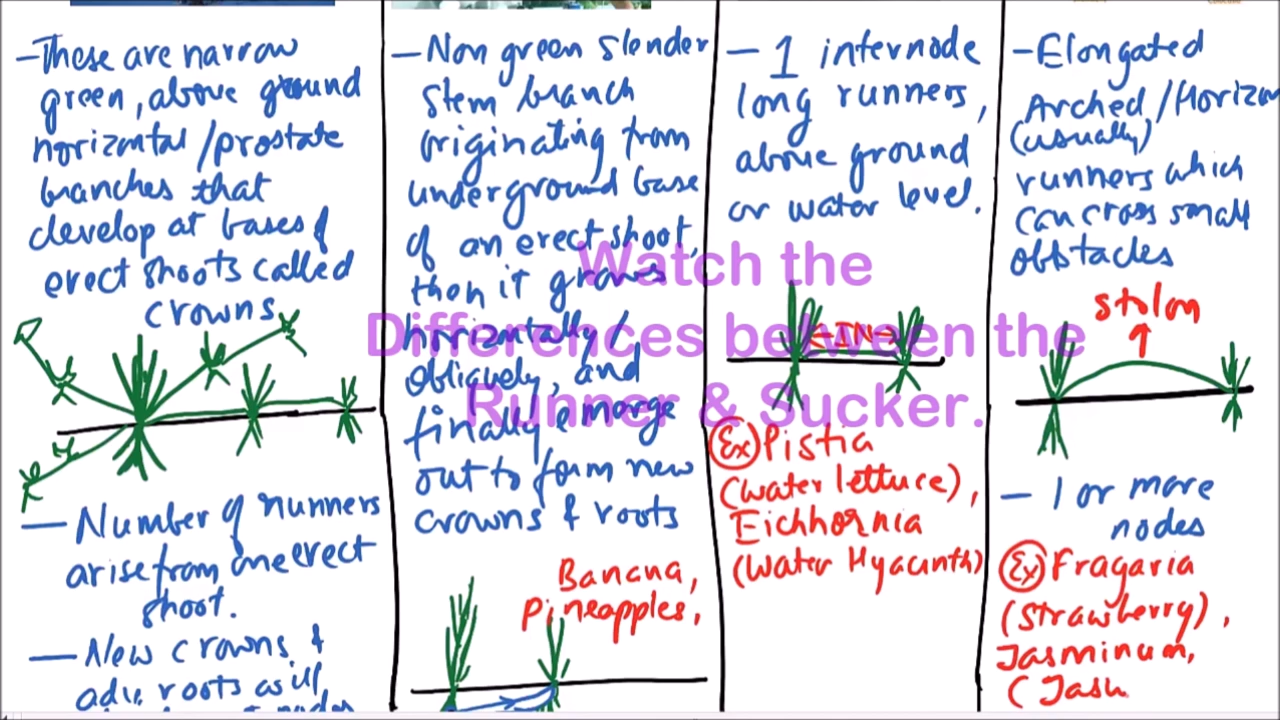 -These are narrow
green, above ground
horizontal/prostate
branches that
develop at bases of
erect shoots called
crowns
- Number of runners
arise from one erect
shoot.
- New crowns &
adv. roots as
- Non green slender
stem branch
originating from
underground base
of an erect shoot,
then it grows
horizontally/
obliquely, and
finally emarge
out to form new
crowns & roots
Banana,
Pineapples,
- 1 internode
long runners,
above ground
or water level.
<-IN->
Ex Pistia
(water lettuce),
Eichhornia
(Water Hyacinth)
-Elongated
Arched/Horizon
(usually)
runners which
can cross small
obstacles
stolon
- 1 or more
nodes
Ex Fragaria
(strawberry),
Jasminum,
(Jas
Watch the
Differences between the
Runner & Sucker.